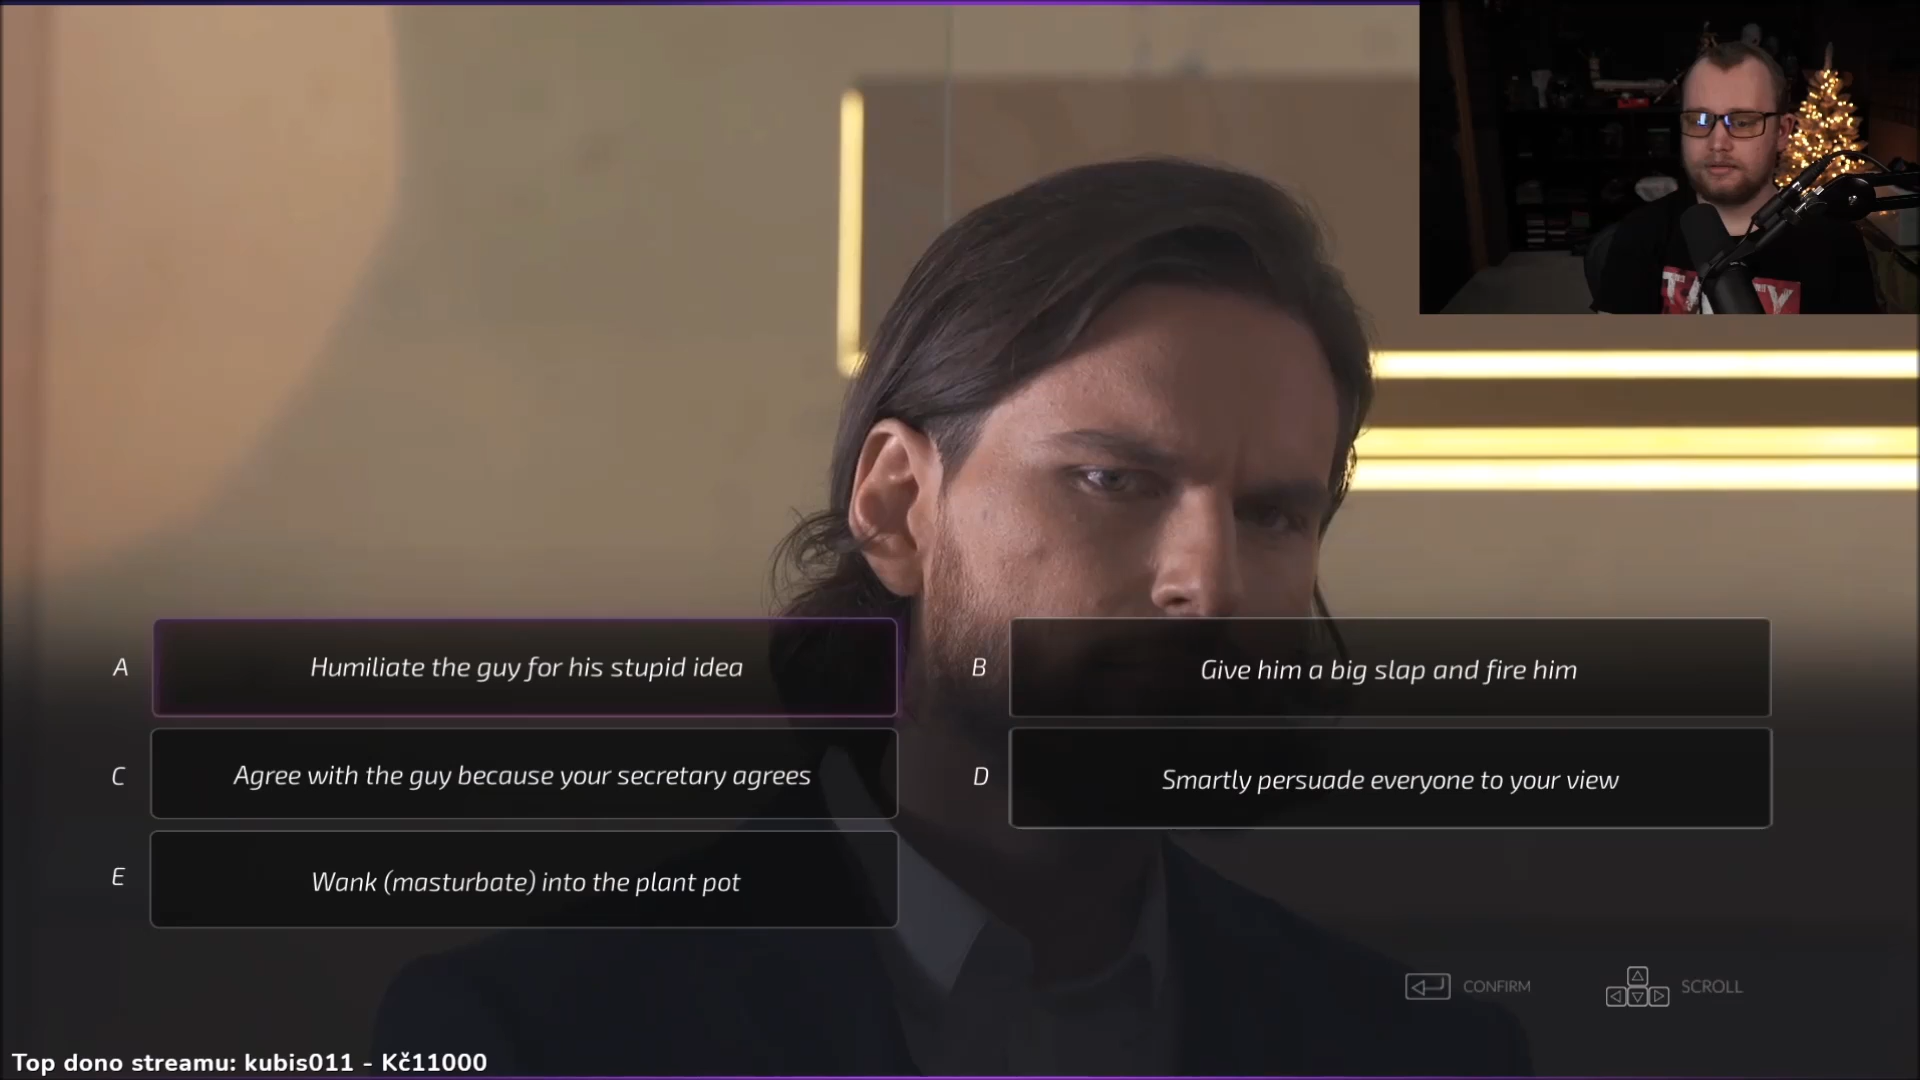 A
Humiliate the guy for his stupid idea
B
Give him a big slap and fire him
C
Agree with the guy because your secretary agrees
D
Smartly persuade everyone to your view
E
Wank (masturbate) into the plant pot
CONFIRM
SCROLL
Top dono streamu: kubis011 - Kč11000